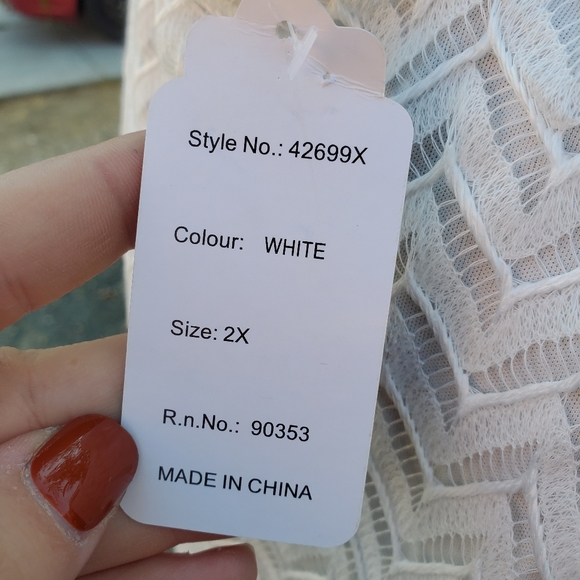 Style No.: 42699X
Colour: WHITE
Size: 2X
R.n.No.: 90353
MADE IN CHINA